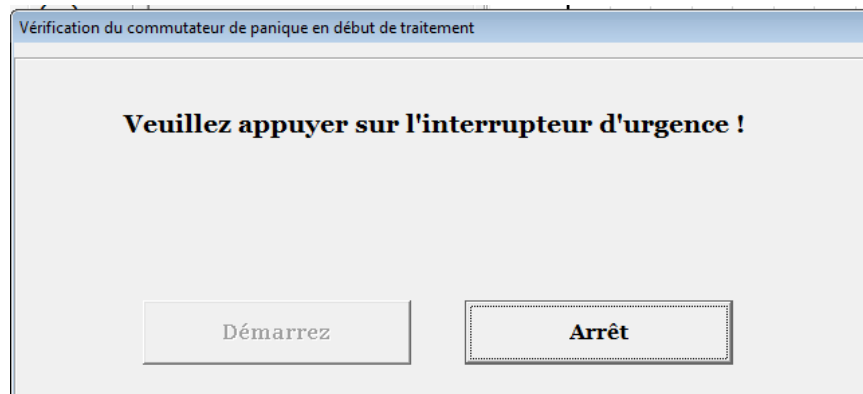 Vérification du commutateur de panique en début de traitement
Veuillez appuyer sur l'interrupteur d'urgence !
Démarrez
Arrêt